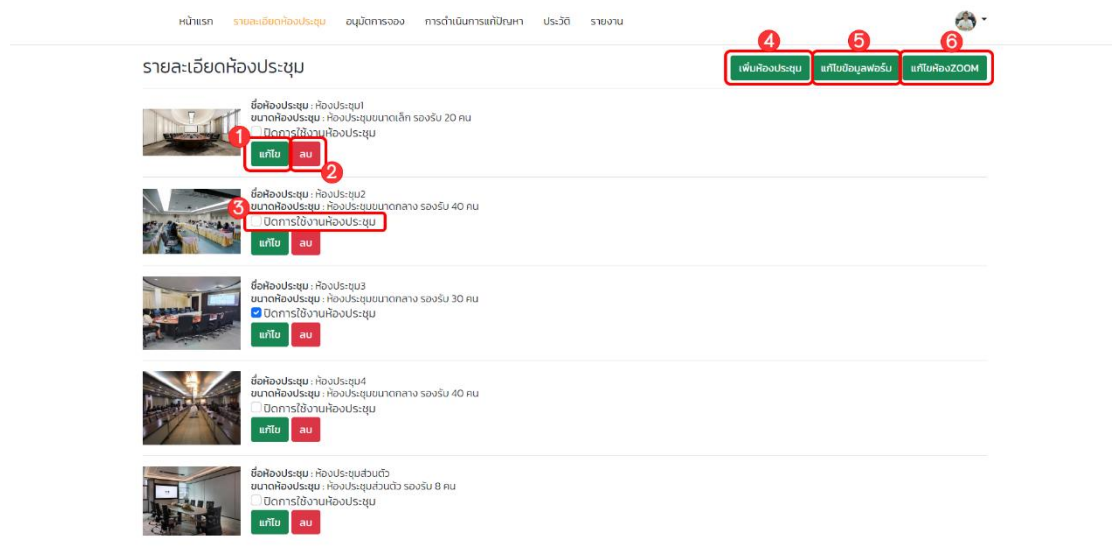 หน้าแรก รายละเอียดห้องประชุม อนุมัติการจอง การดำเนินการแก้ปัญหา ประวัติ รายงาน
4 5 6
รายละเอียดห้องประชุม
เพิ่มห้องประชุม แก้ไขข้อมูลฟอร์ม แก้ไขห้องZOOM
ชื่อห้องประชุม : ห้องประชุม1
ขนาดห้องประชุม : ห้องประชุมขนาดเล็ก รองรับ 20 คน
1 ปิดการใช้งานห้องประชุม
แก้ไข ลบ
2
ชื่อห้องประชุม : ห้องประชุม2
3 ขนาดห้องประชุม : ห้องประชุมขนาดกลาง รองรับ 40 คน
ปิดการใช้งานห้องประชุม
แก้ไข ลบ
ชื่อห้องประชุม : ห้องประชุม3
ขนาดห้องประชุม : ห้องประชุมขนาดกลาง รองรับ 30 คน
ปิดการใช้งานห้องประชุม
แก้ไข ลบ
ชื่อห้องประชุม : ห้องประชุม4
ขนาดห้องประชุม : ห้องประชุมขนาดกลาง รองรับ 40 คน
ปิดการใช้งานห้องประชุม
แก้ไข ลบ
ชื่อห้องประชุม : ห้องประชุมส่วนตัว
ขนาดห้องประชุม : ห้องประชุมส่วนตัว รองรับ 8 คน
ปิดการใช้งานห้องประชุม
แก้ไข ลบ